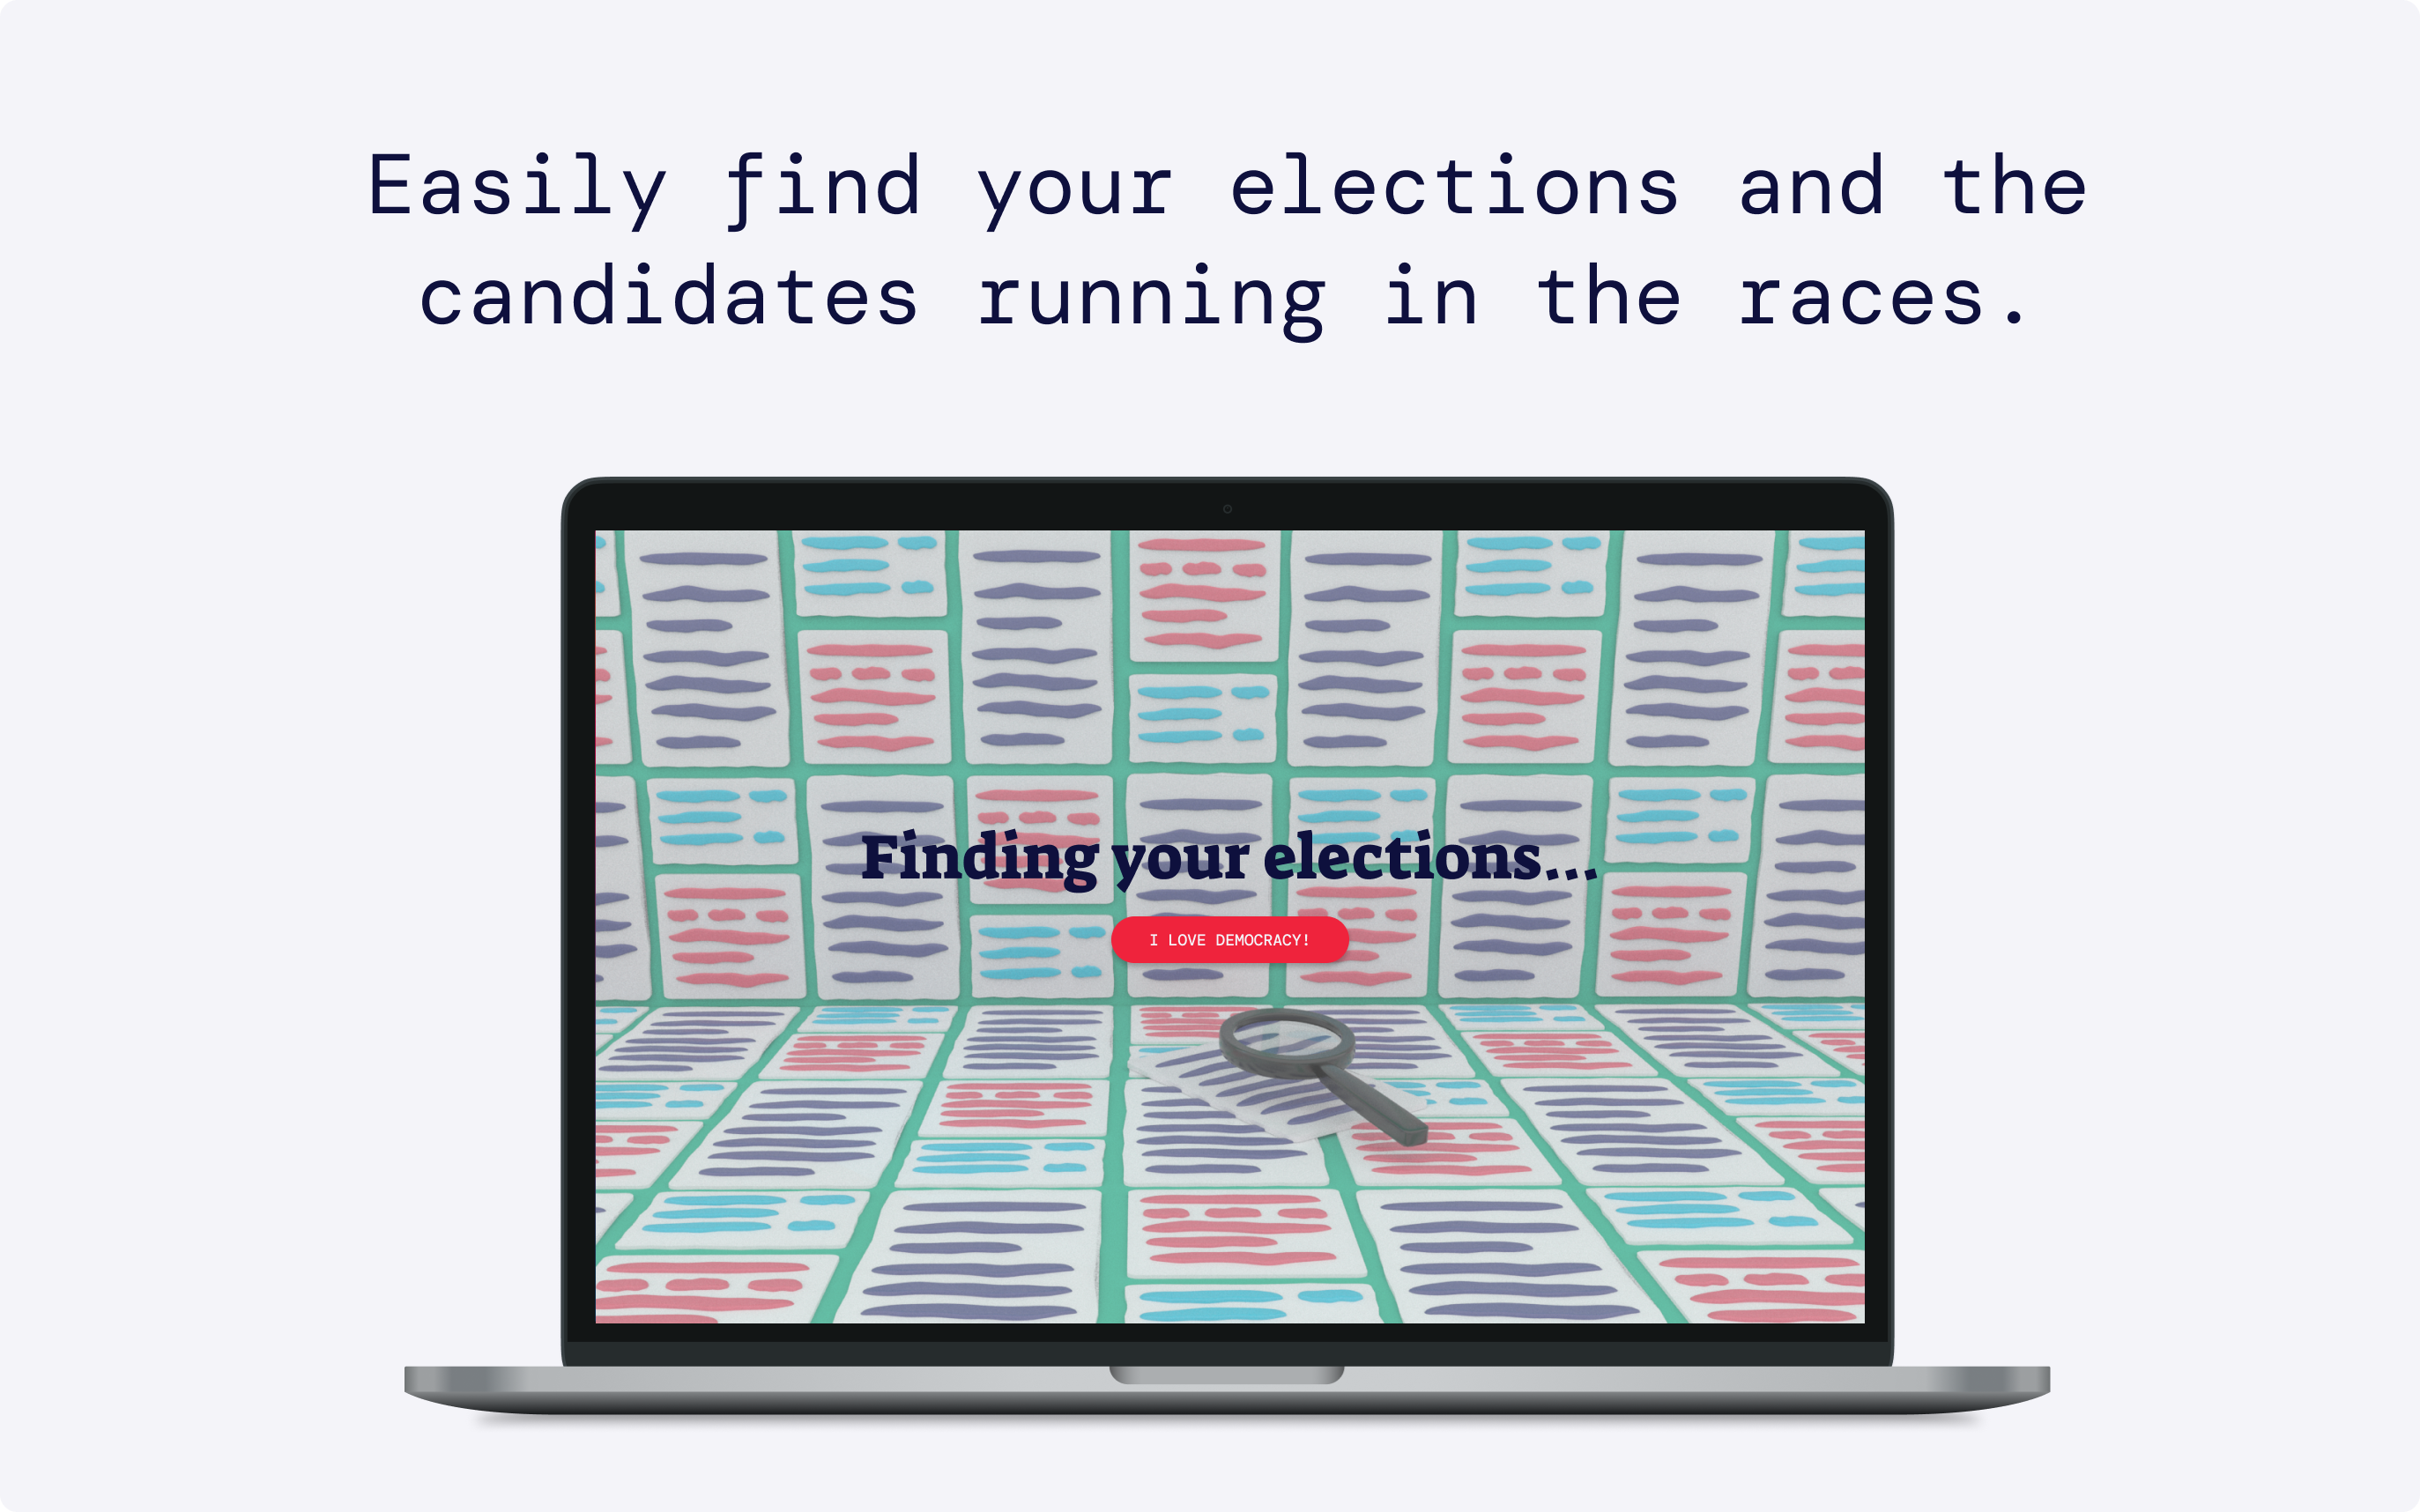 Easily find your elections and the
candidates running in the races.
Finding your elections...
I LOVE DEMOCRACY!